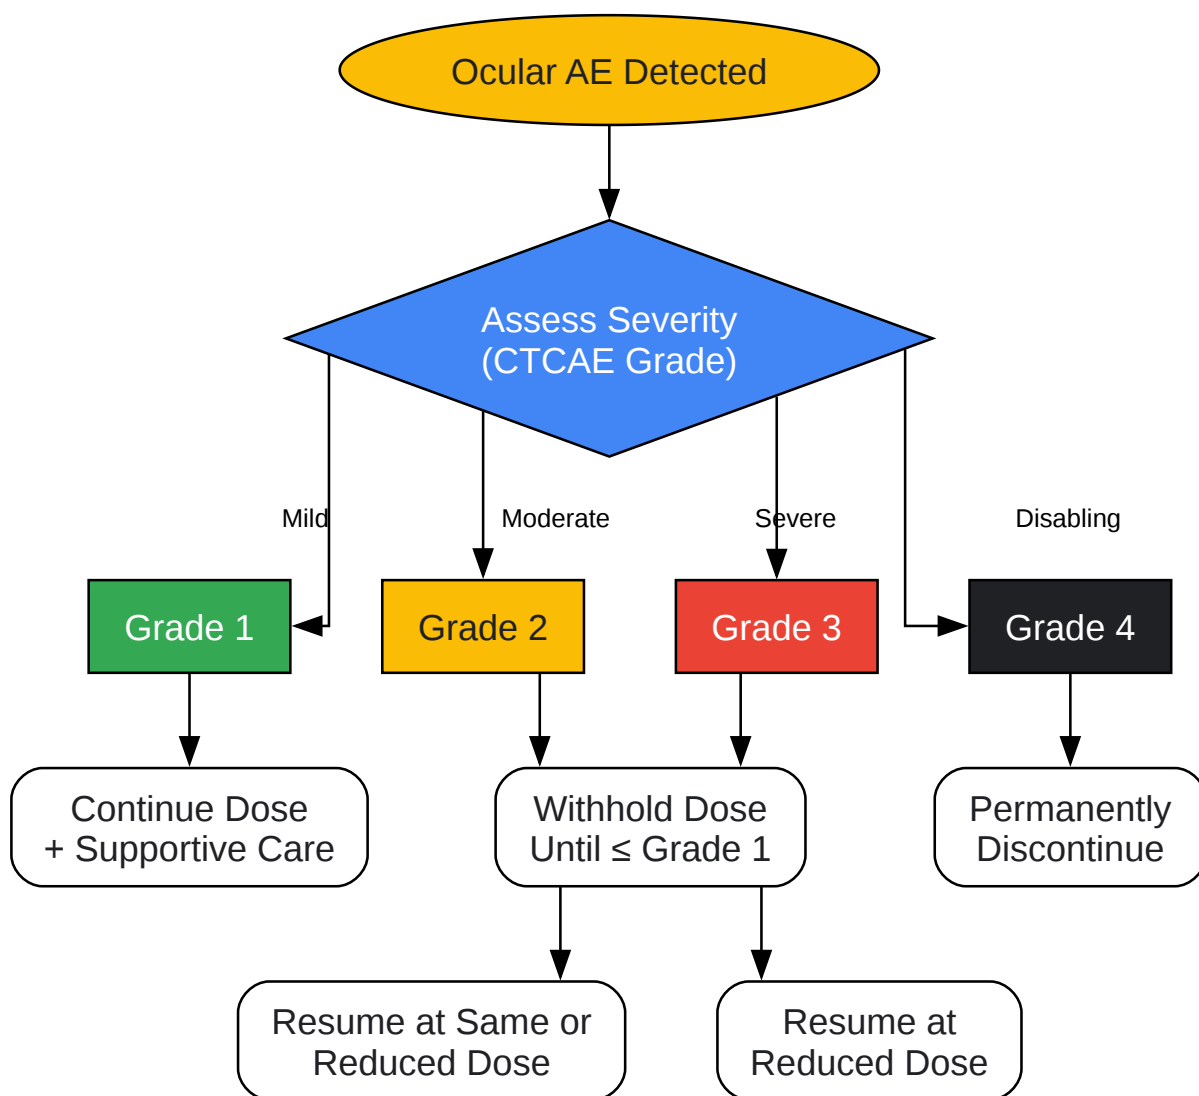 Ocular AE Detected
Assess Severity
(CTCAE Grade)
Mild
Moderate
Severe
Disabling
Grade 1
Grade 2
Grade 3
Grade 4
Continue Dose
+ Supportive Care
Withhold Dose
Until ≤ Grade 1
Permanently
Discontinue
Resume at Same or
Reduced Dose
Resume at
Reduced Dose